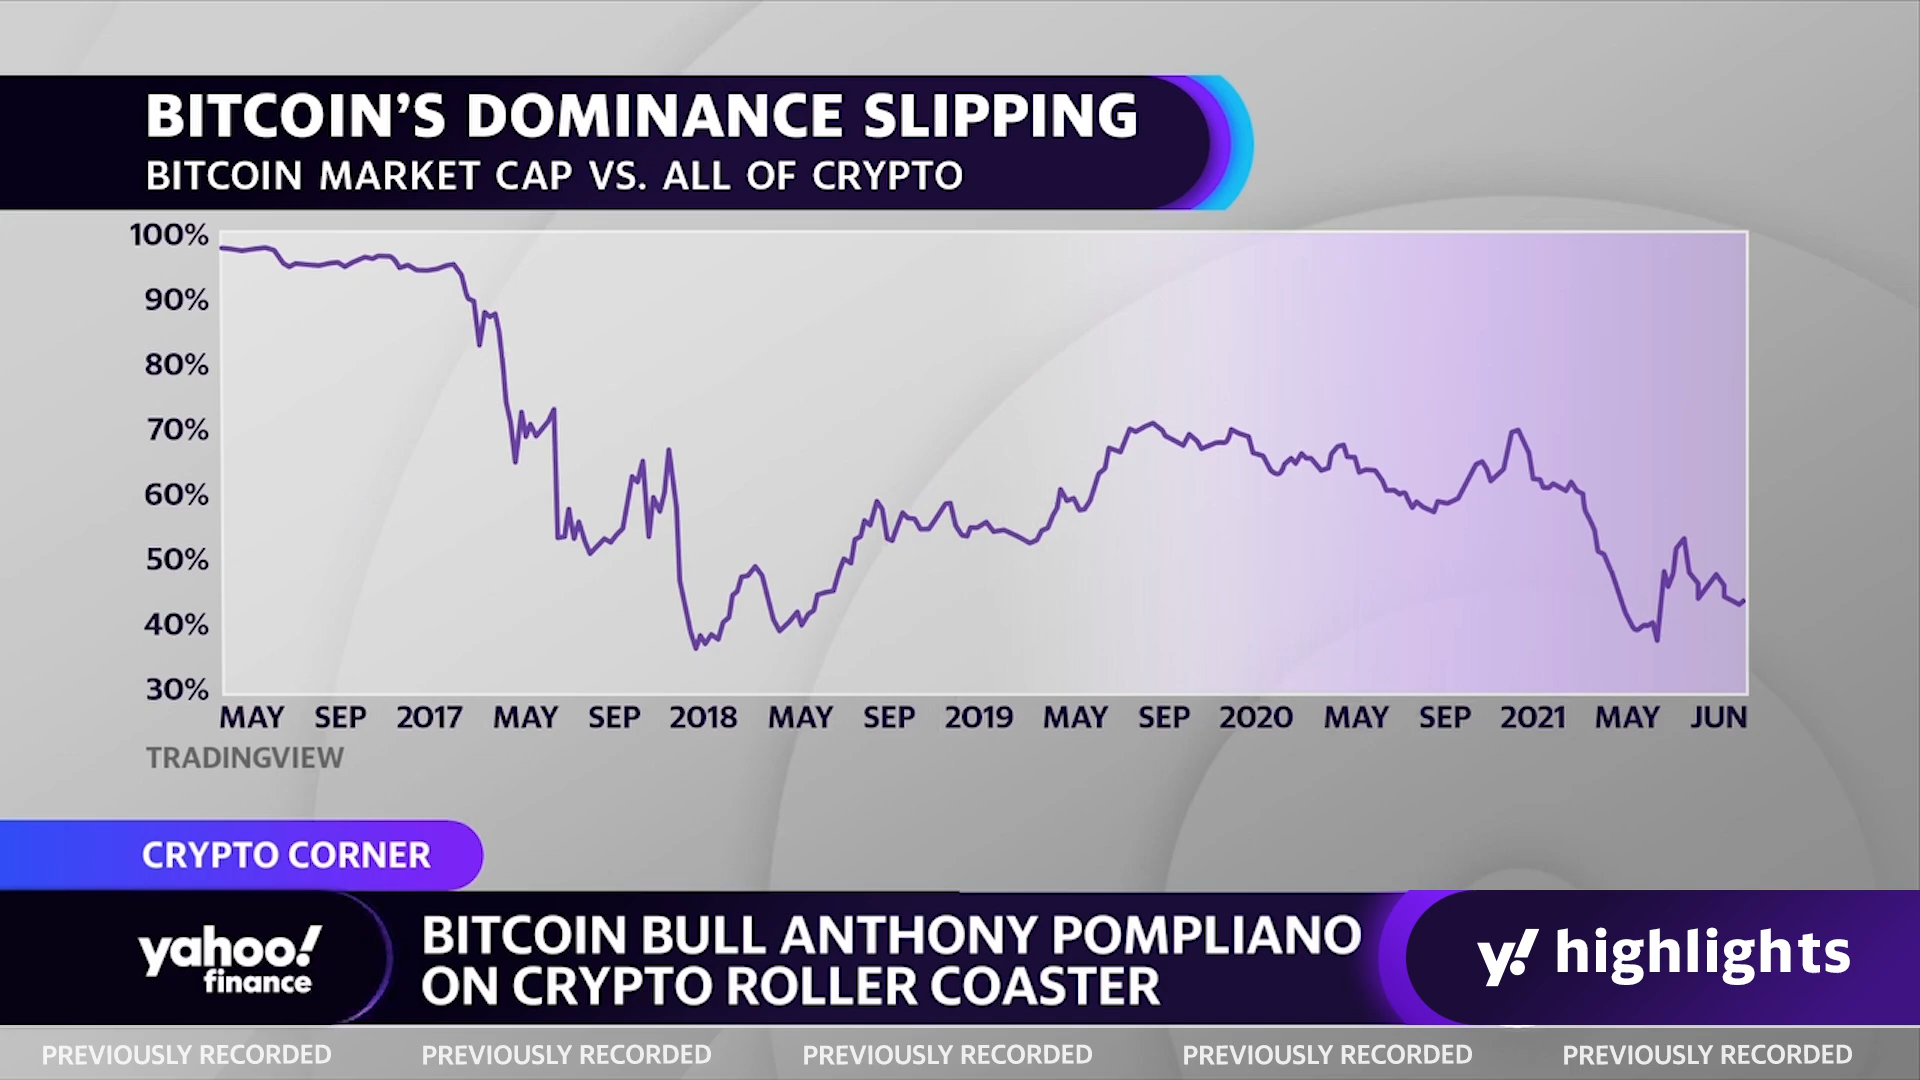 BITCOIN'S DOMINANCE SLIPPING
BITCOIN MARKET CAP VS. ALL OF CRYPTO
100%
90%
80%
70%
60%
50%
40%
30%
MAY SEP 2017 MAY SEP 2018 MAY SEP 2019 MAY SEP 2020 MAY SEP 2021 MAY JUN
TRADINGVIEW
CRYPTO CORNER
yahoo!
finance
BITCOIN BULL ANTHONY POMPLIANO
ON CRYPTO ROLLER COASTER
y! highlights
PREVIOUSLY RECORDED PREVIOUSLY RECORDED PREVIOUSLY RECORDED PREVIOUSLY RECORDED PREVIOUSLY RECORDED